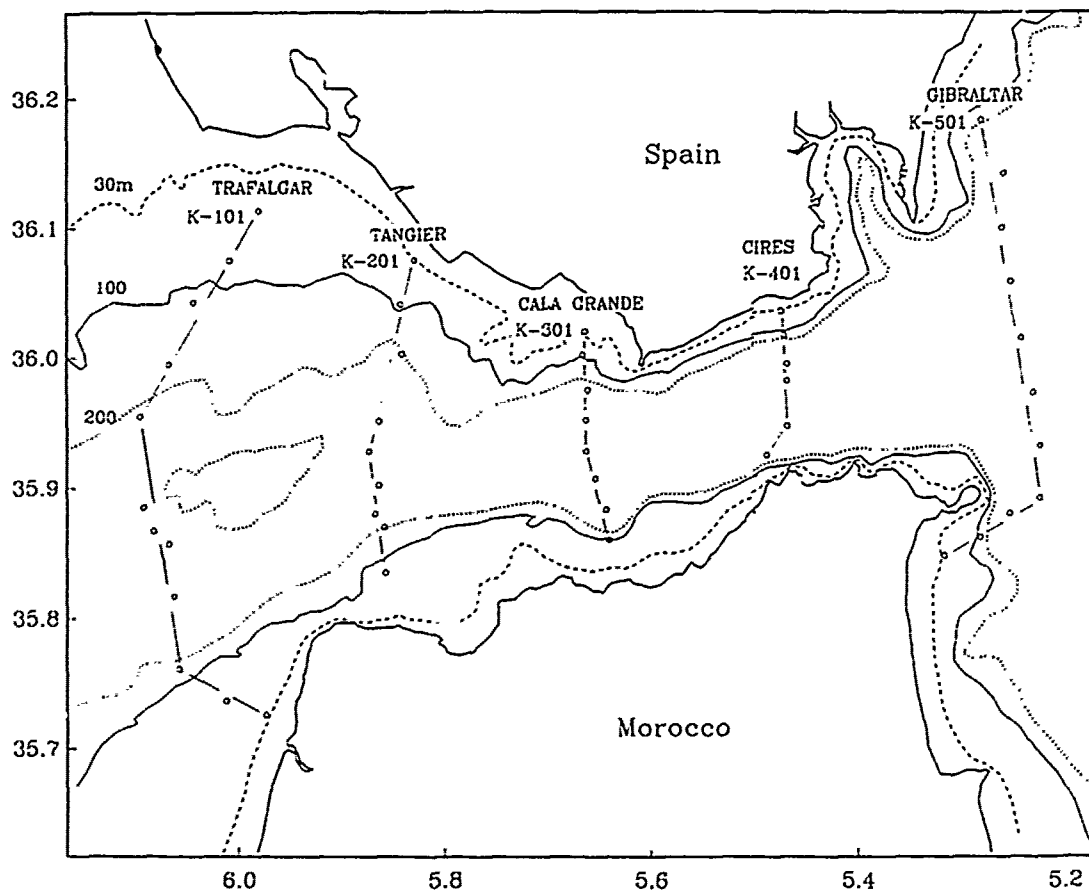 36.2
36.1
36.0
35.9
35.8
35.7
30m
100
200
TRAFALGAR
K-101
TANGIER
K-201
CALA GRANDE
K-301
CIRES
K-401
GIBRALTAR
K-501
Spain
Morocco
6.0
5.8
5.6
5.4
5.2